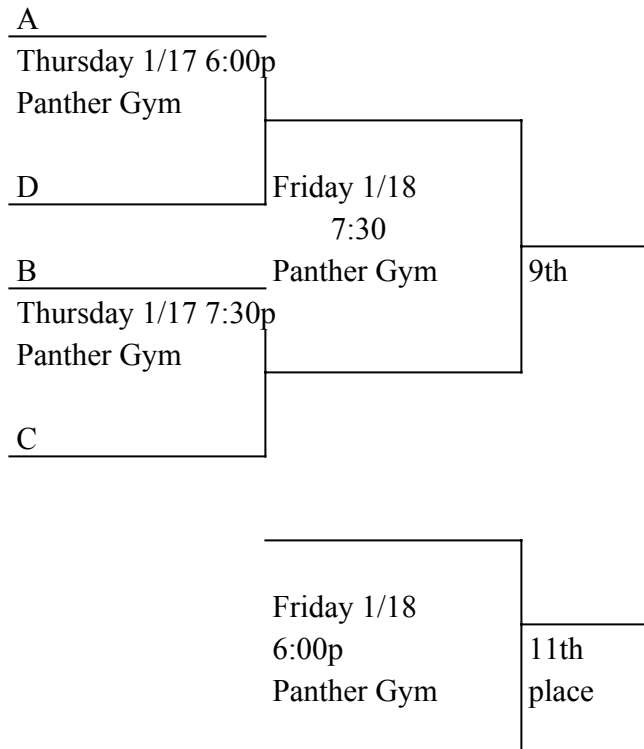 A
Thursday 1/17 6:00p
Panther Gym
D
Friday 1/18
7:30
Panther Gym
B
9th
Thursday 1/17 7:30p
Panther Gym
C
Friday 1/18
6:00p
Panther Gym
11th
place